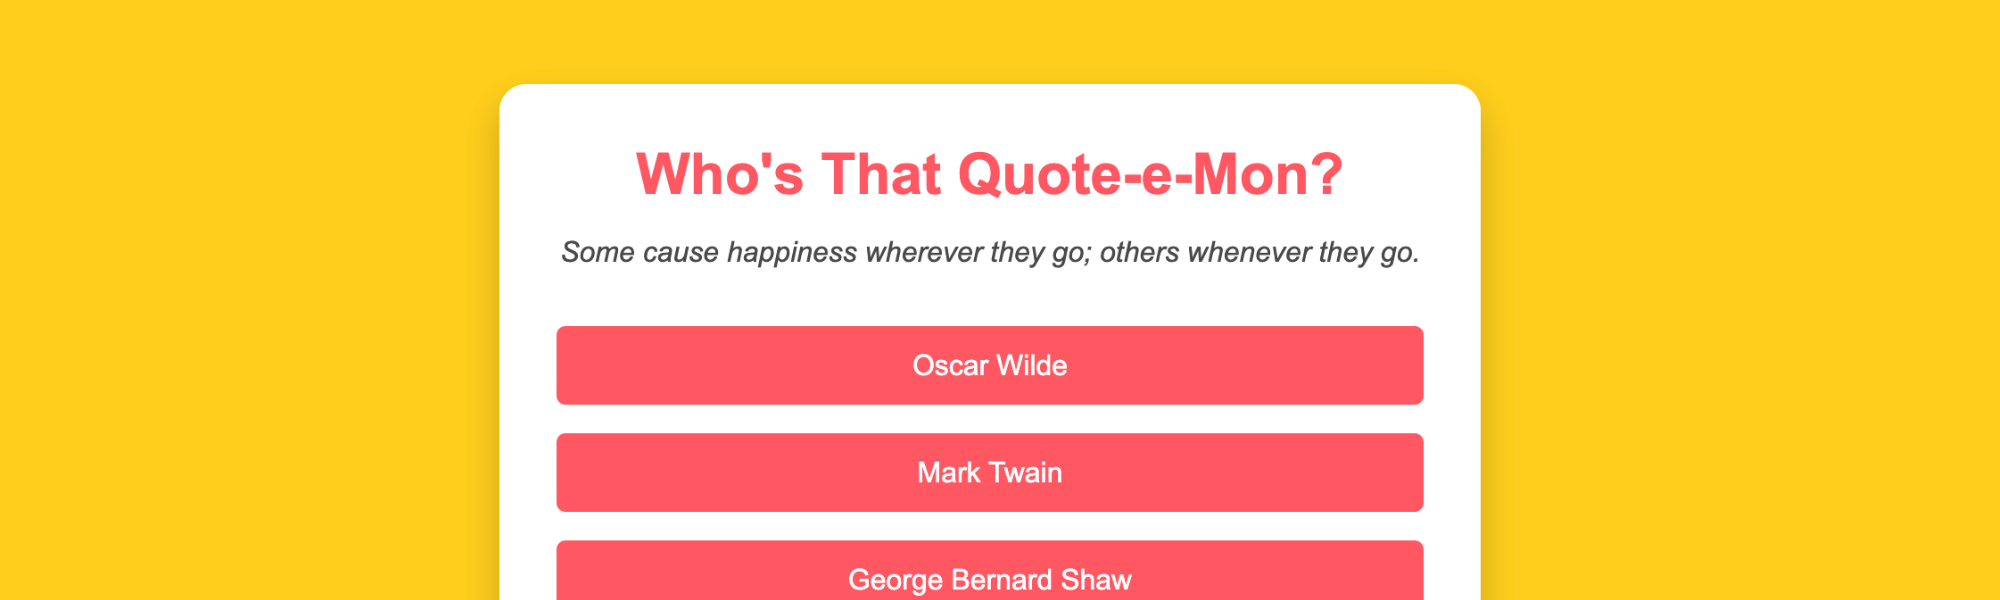 Who's That Quote-e-Mon?
Some cause happiness wherever they go; others whenever they go.
Oscar Wilde
Mark Twain
George Bernard Shaw